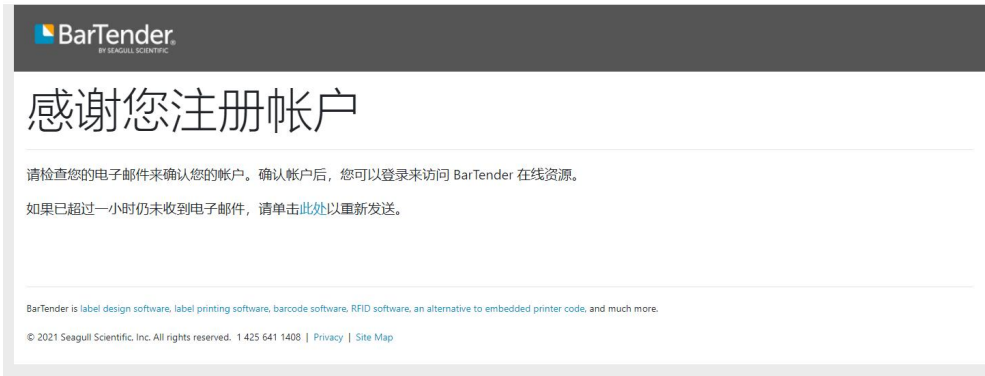 BarTender®
BY SEAGULL SCIENTIFIC
感谢您注册帐户
请检查您的电子邮件来确认您的帐户。确认帐户后，您可以登录来访问 BarTender 在线资源。
如果已超过一小时仍未收到电子邮件，请单击此处以重新发送。
BarTender is label design software, label printing software, barcode software, RFID software, an alternative to embedded printer code, and much more.
© 2021 Seagull Scientific, Inc. All rights reserved. 1 425 641 1408 | Privacy | Site Map